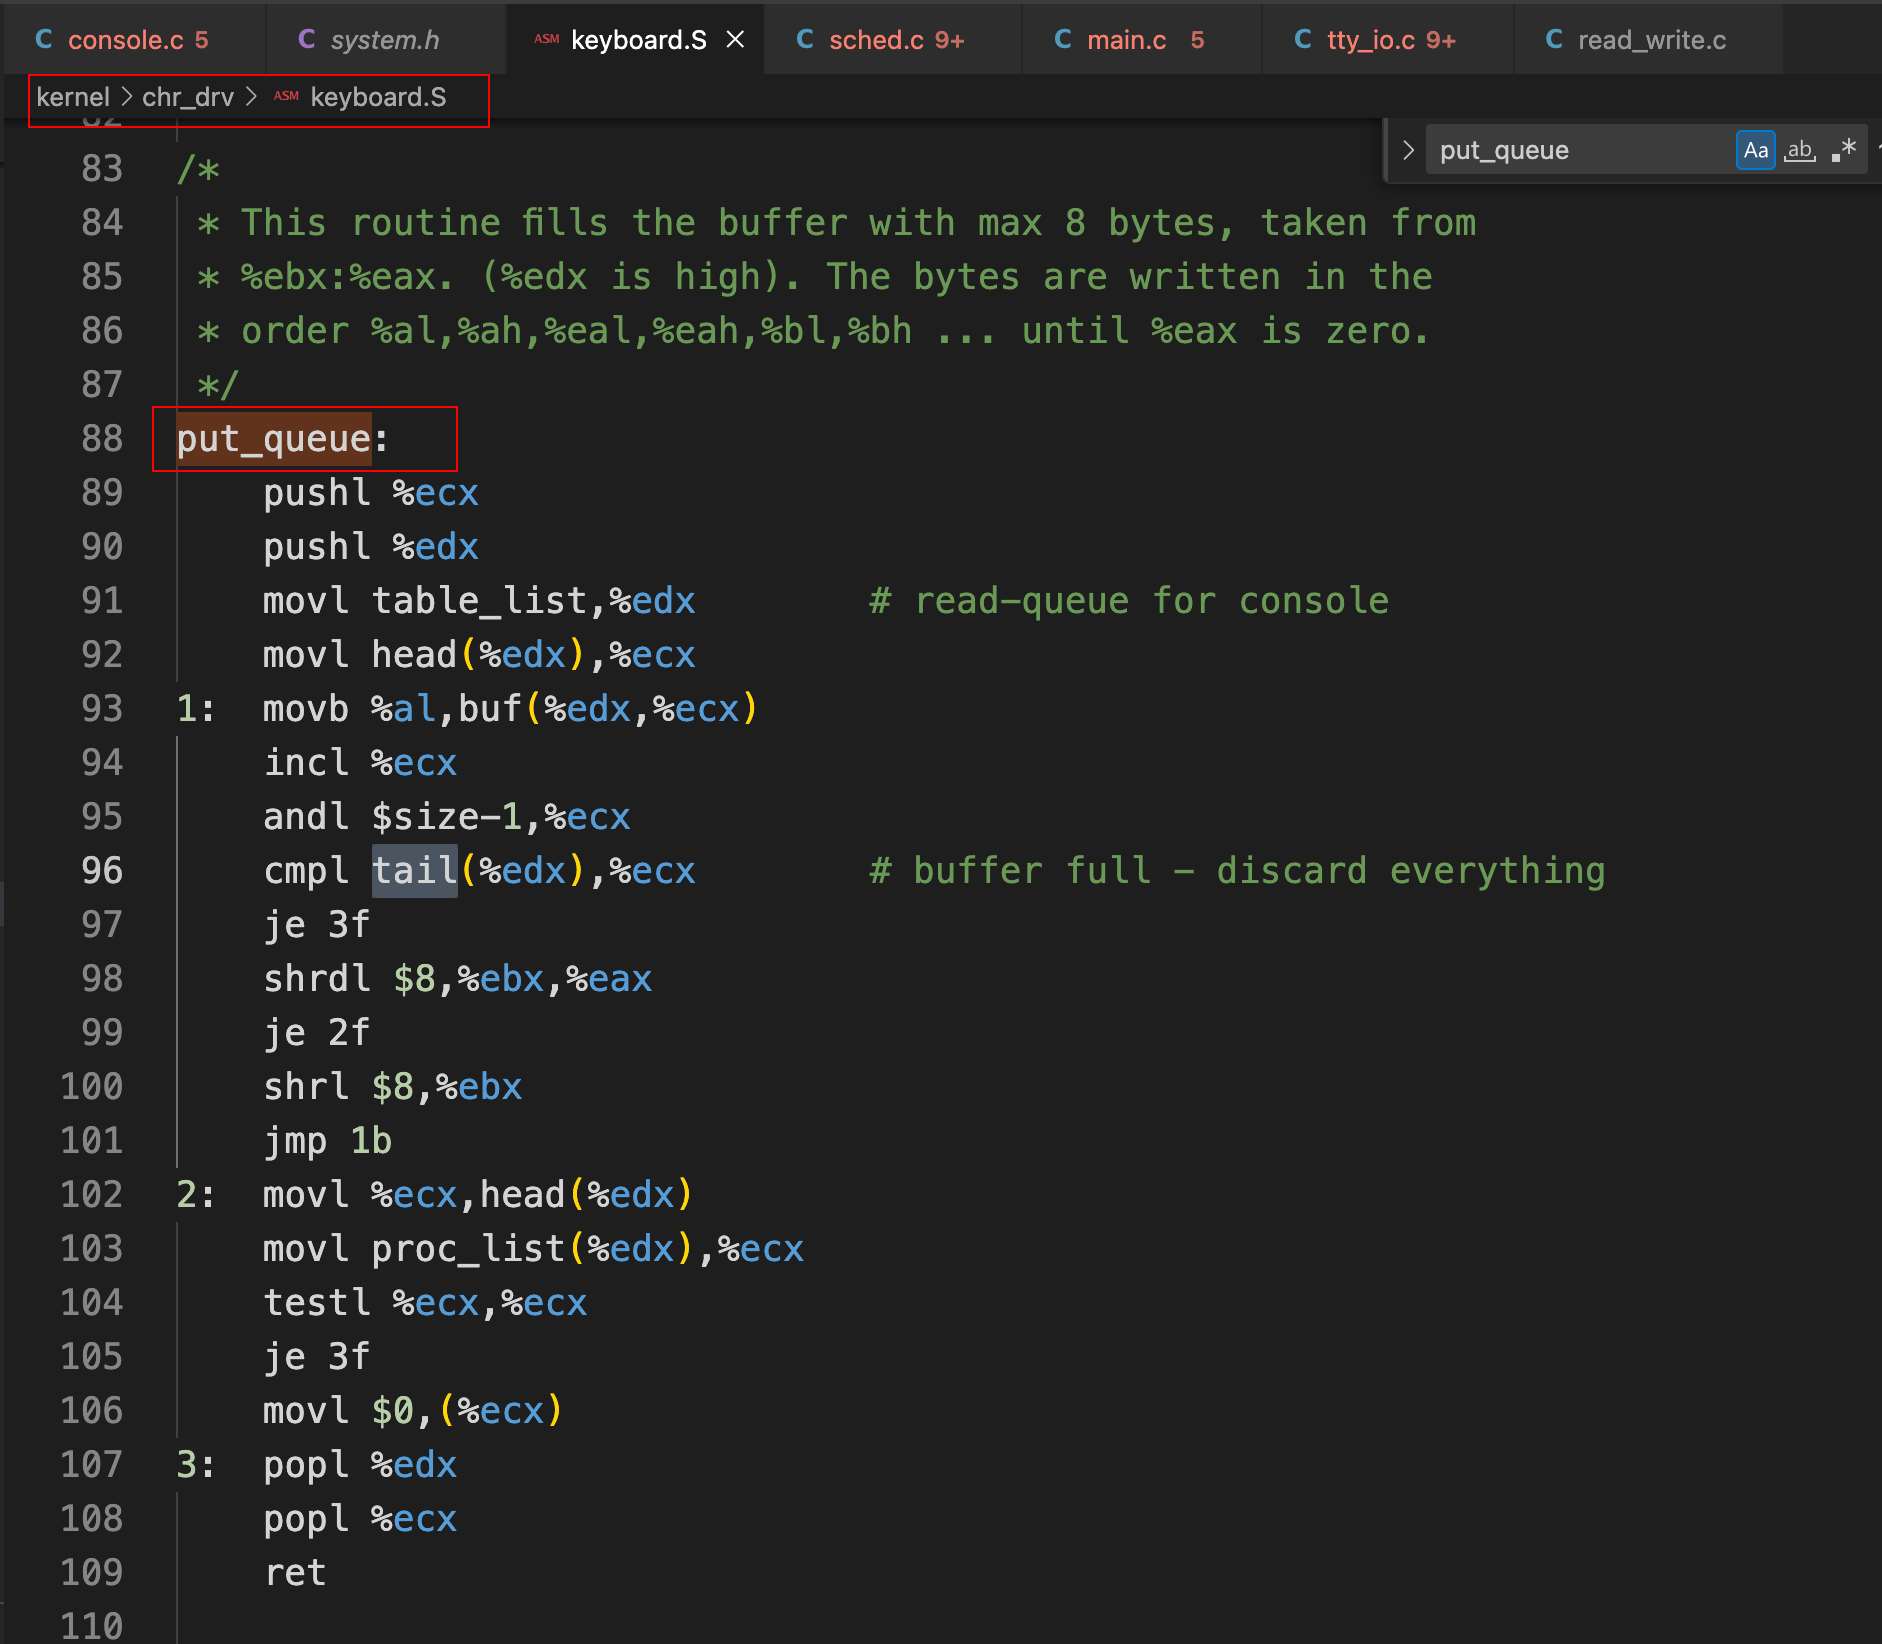 C console.c 5 C system.h ASM keyboard.S × C sched.c 9+ C main.c 5 C tty_io.c 9+ C read_write.c
kernel > chr_drv > ASM keyboard.S
82
> put_queue Aa ab .*
83 /*
84 * This routine fills the buffer with max 8 bytes, taken from
85 * %ebx:%eax. (%edx is high). The bytes are written in the
86 * order %al,%ah,%eal,%eah,%bl,%bh ... until %eax is zero.
87 */
88 put_queue:
89 pushl %ecx
90 pushl %edx
91 movl table_list,%edx # read-queue for console
92 movl head(%edx),%ecx
93 1: movb %al,buf(%edx,%ecx)
94 incl %ecx
95 andl $size-1,%ecx
96 cmpl tail(%edx),%ecx # buffer full - discard everything
97 je 3f
98 shrdl $8,%ebx,%eax
99 je 2f
100 shrl $8,%ebx
101 jmp 1b
102 2: movl %ecx,head(%edx)
103 movl proc_list(%edx),%ecx
104 testl %ecx,%ecx
105 je 3f
106 movl $0,(%ecx)
107 3: popl %edx
108 popl %ecx
109 ret
110